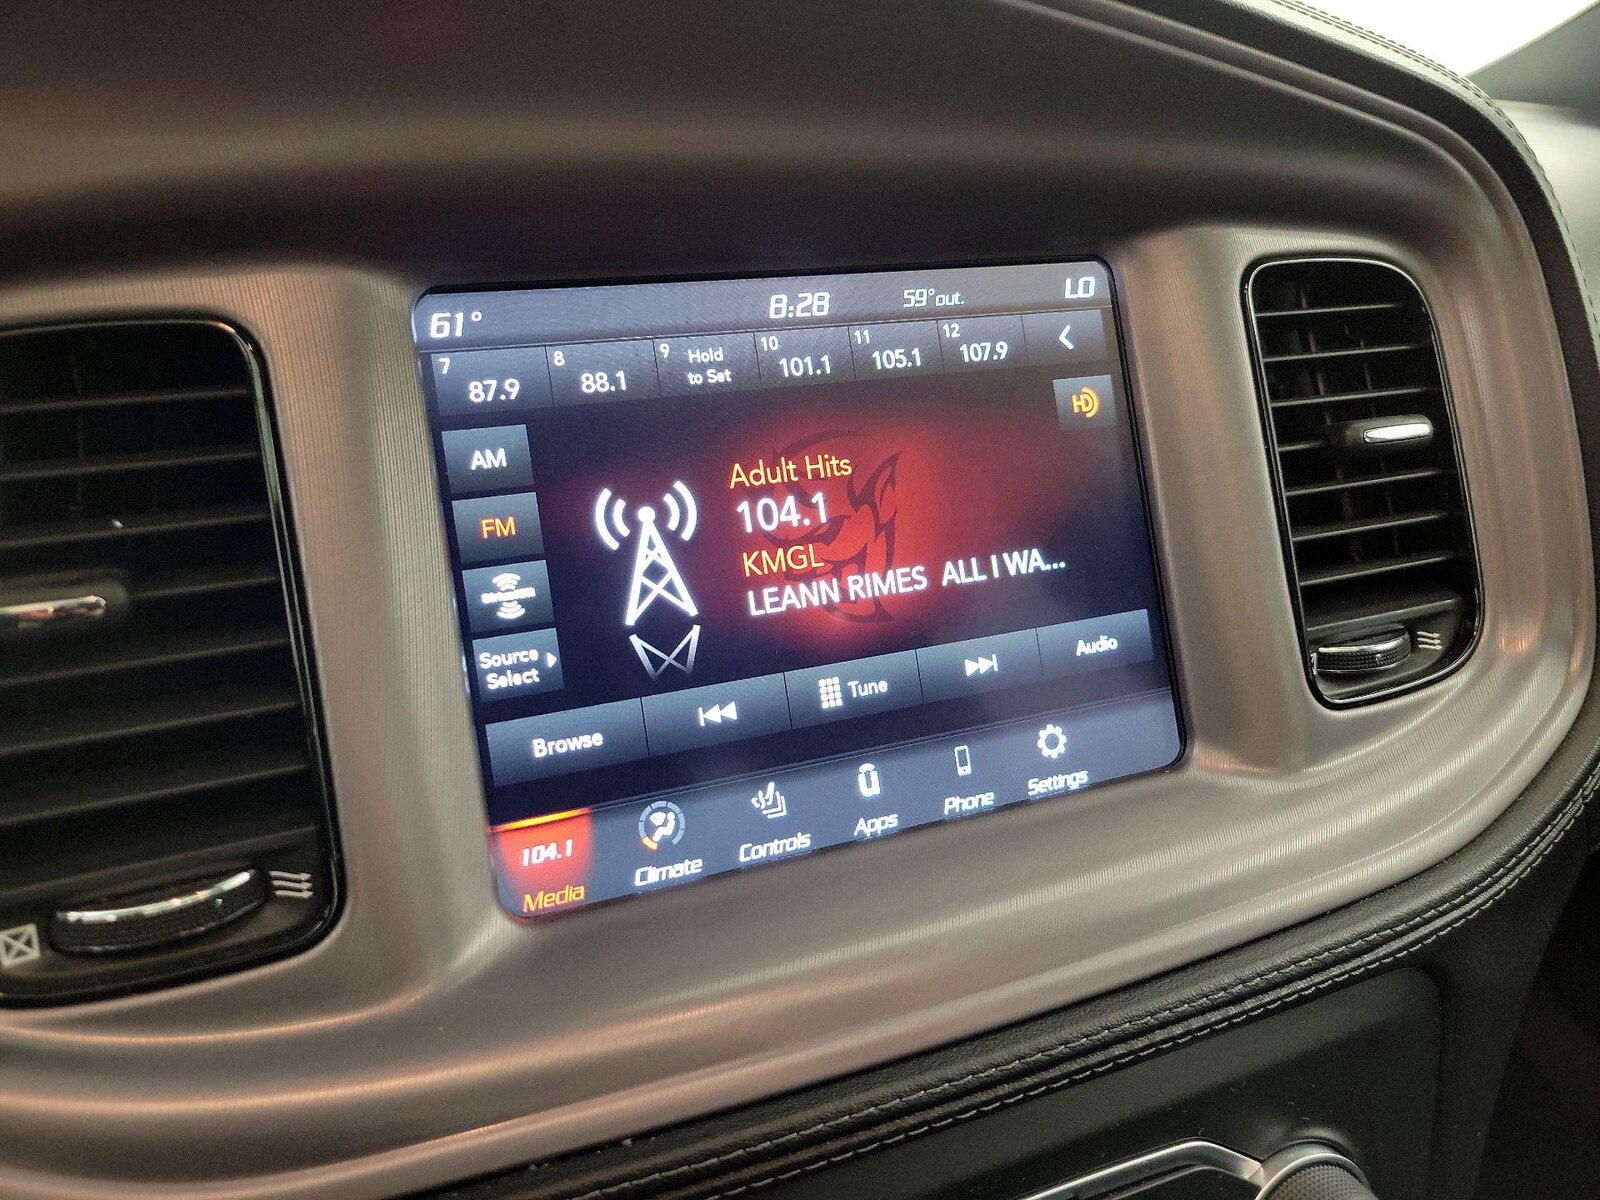 61° 8:28 59° out. LO
7 87.9 8 88.1 9 Hold to Set 10 101.1 11 105.1 12 107.9
HD
AM
FM
Source
Select
Adult Hits
104.1
KMGL
LEANN RIMES ALL I WA...
Browse Tune Audio
104.1
Media Climate Controls Apps Phone Settings